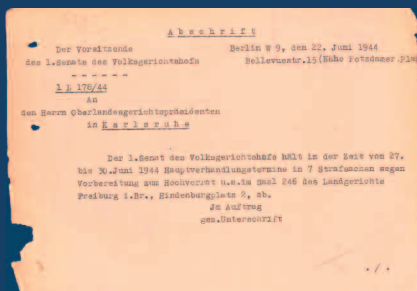 A b s c h r i f t
Der Vorsitzende Berlin W 9, den 22. Juni 1944
des 1.Senats des Volksgerichtshofs Bellevuestr.15(Nähe Potsdamer Platz
- - - - - -
1 L 178/44
An
den Herrn Oberlandesgerichtspräsidenten
in K a r l s r u h e
Der 1.Senat des Volksgerichtshofs hält in der Zeit vom 27.
bis 30.Juni 1944 Hauptverhandlungstermine in 7 Strafsachen wegen
Vorbereitung zum Hochverrat u.a.im Saal 246 des Landgerichts
Freiburg i.Br., Hindenburgplatz 2, ab.
Im Auftrag
gez.Unterschrift
./.